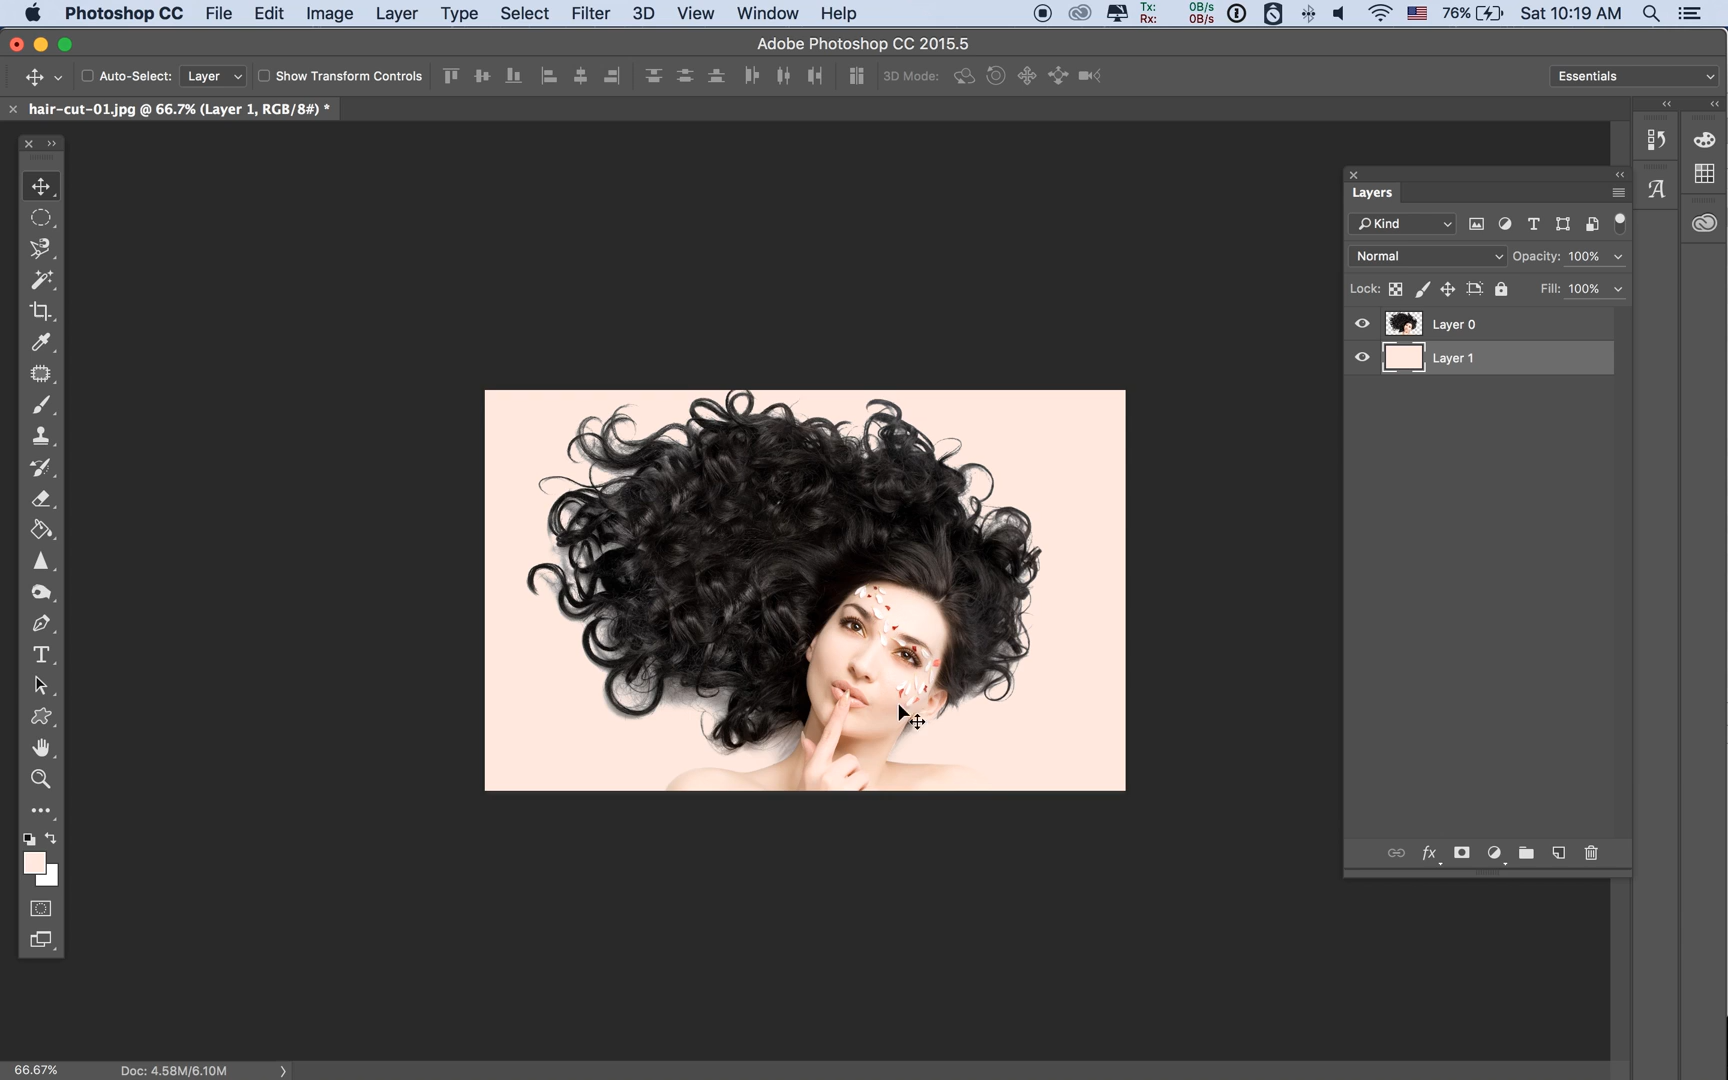 Photoshop CC File Edit Image Layer Type Select Filter 3D View Window Help Tx: 0B/s Rx: 0B/s 76% Sat 10:19 AM
Adobe Photoshop CC 2015.5
Auto-Select: Layer Show Transform Controls 3D Mode: Essentials
hair-cut-01.jpg @ 66.7% (Layer 1, RGB/8#) *
Layers
Kind
Normal Opacity: 100%
Lock: Fill: 100%
Layer 0
Layer 1
fx
66.67% Doc: 4.58M/6.10M